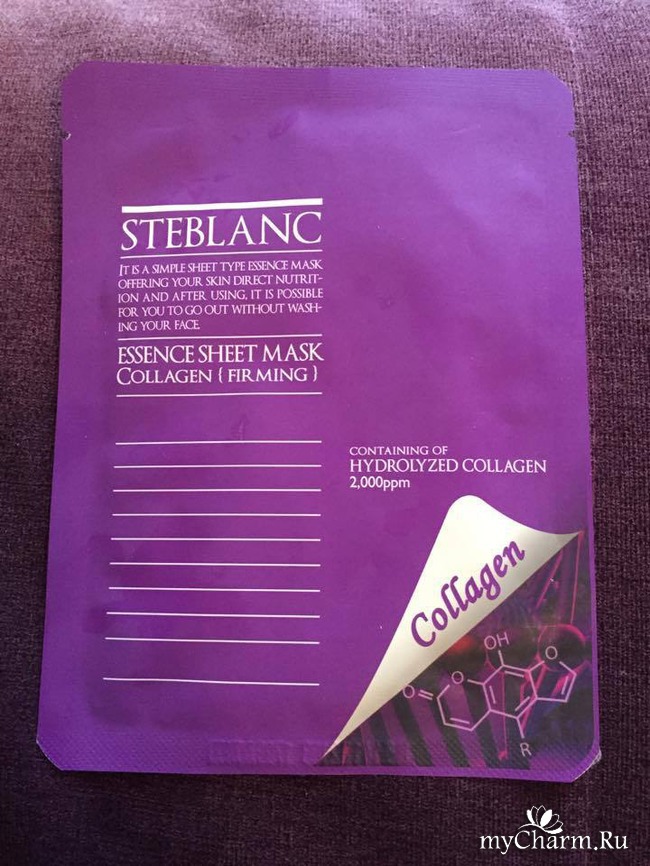 STEBLANC
IT IS A SIMPLE SHEET TYPE ESSENCE MASK
OFFERING YOUR SKIN DIRECT NUTRIT-
ION AND AFTER USING, IT IS POSSIBLE
FOR YOU TO GO OUT WITHOUT WASH-
ING YOUR FACE.
ESSENCE SHEET MASK
COLLAGEN { FIRMING }
CONTAINING OF
HYDROLYZED COLLAGEN
2,000ppm
Collagen
OH
O
O
O
R
myCharm.Ru